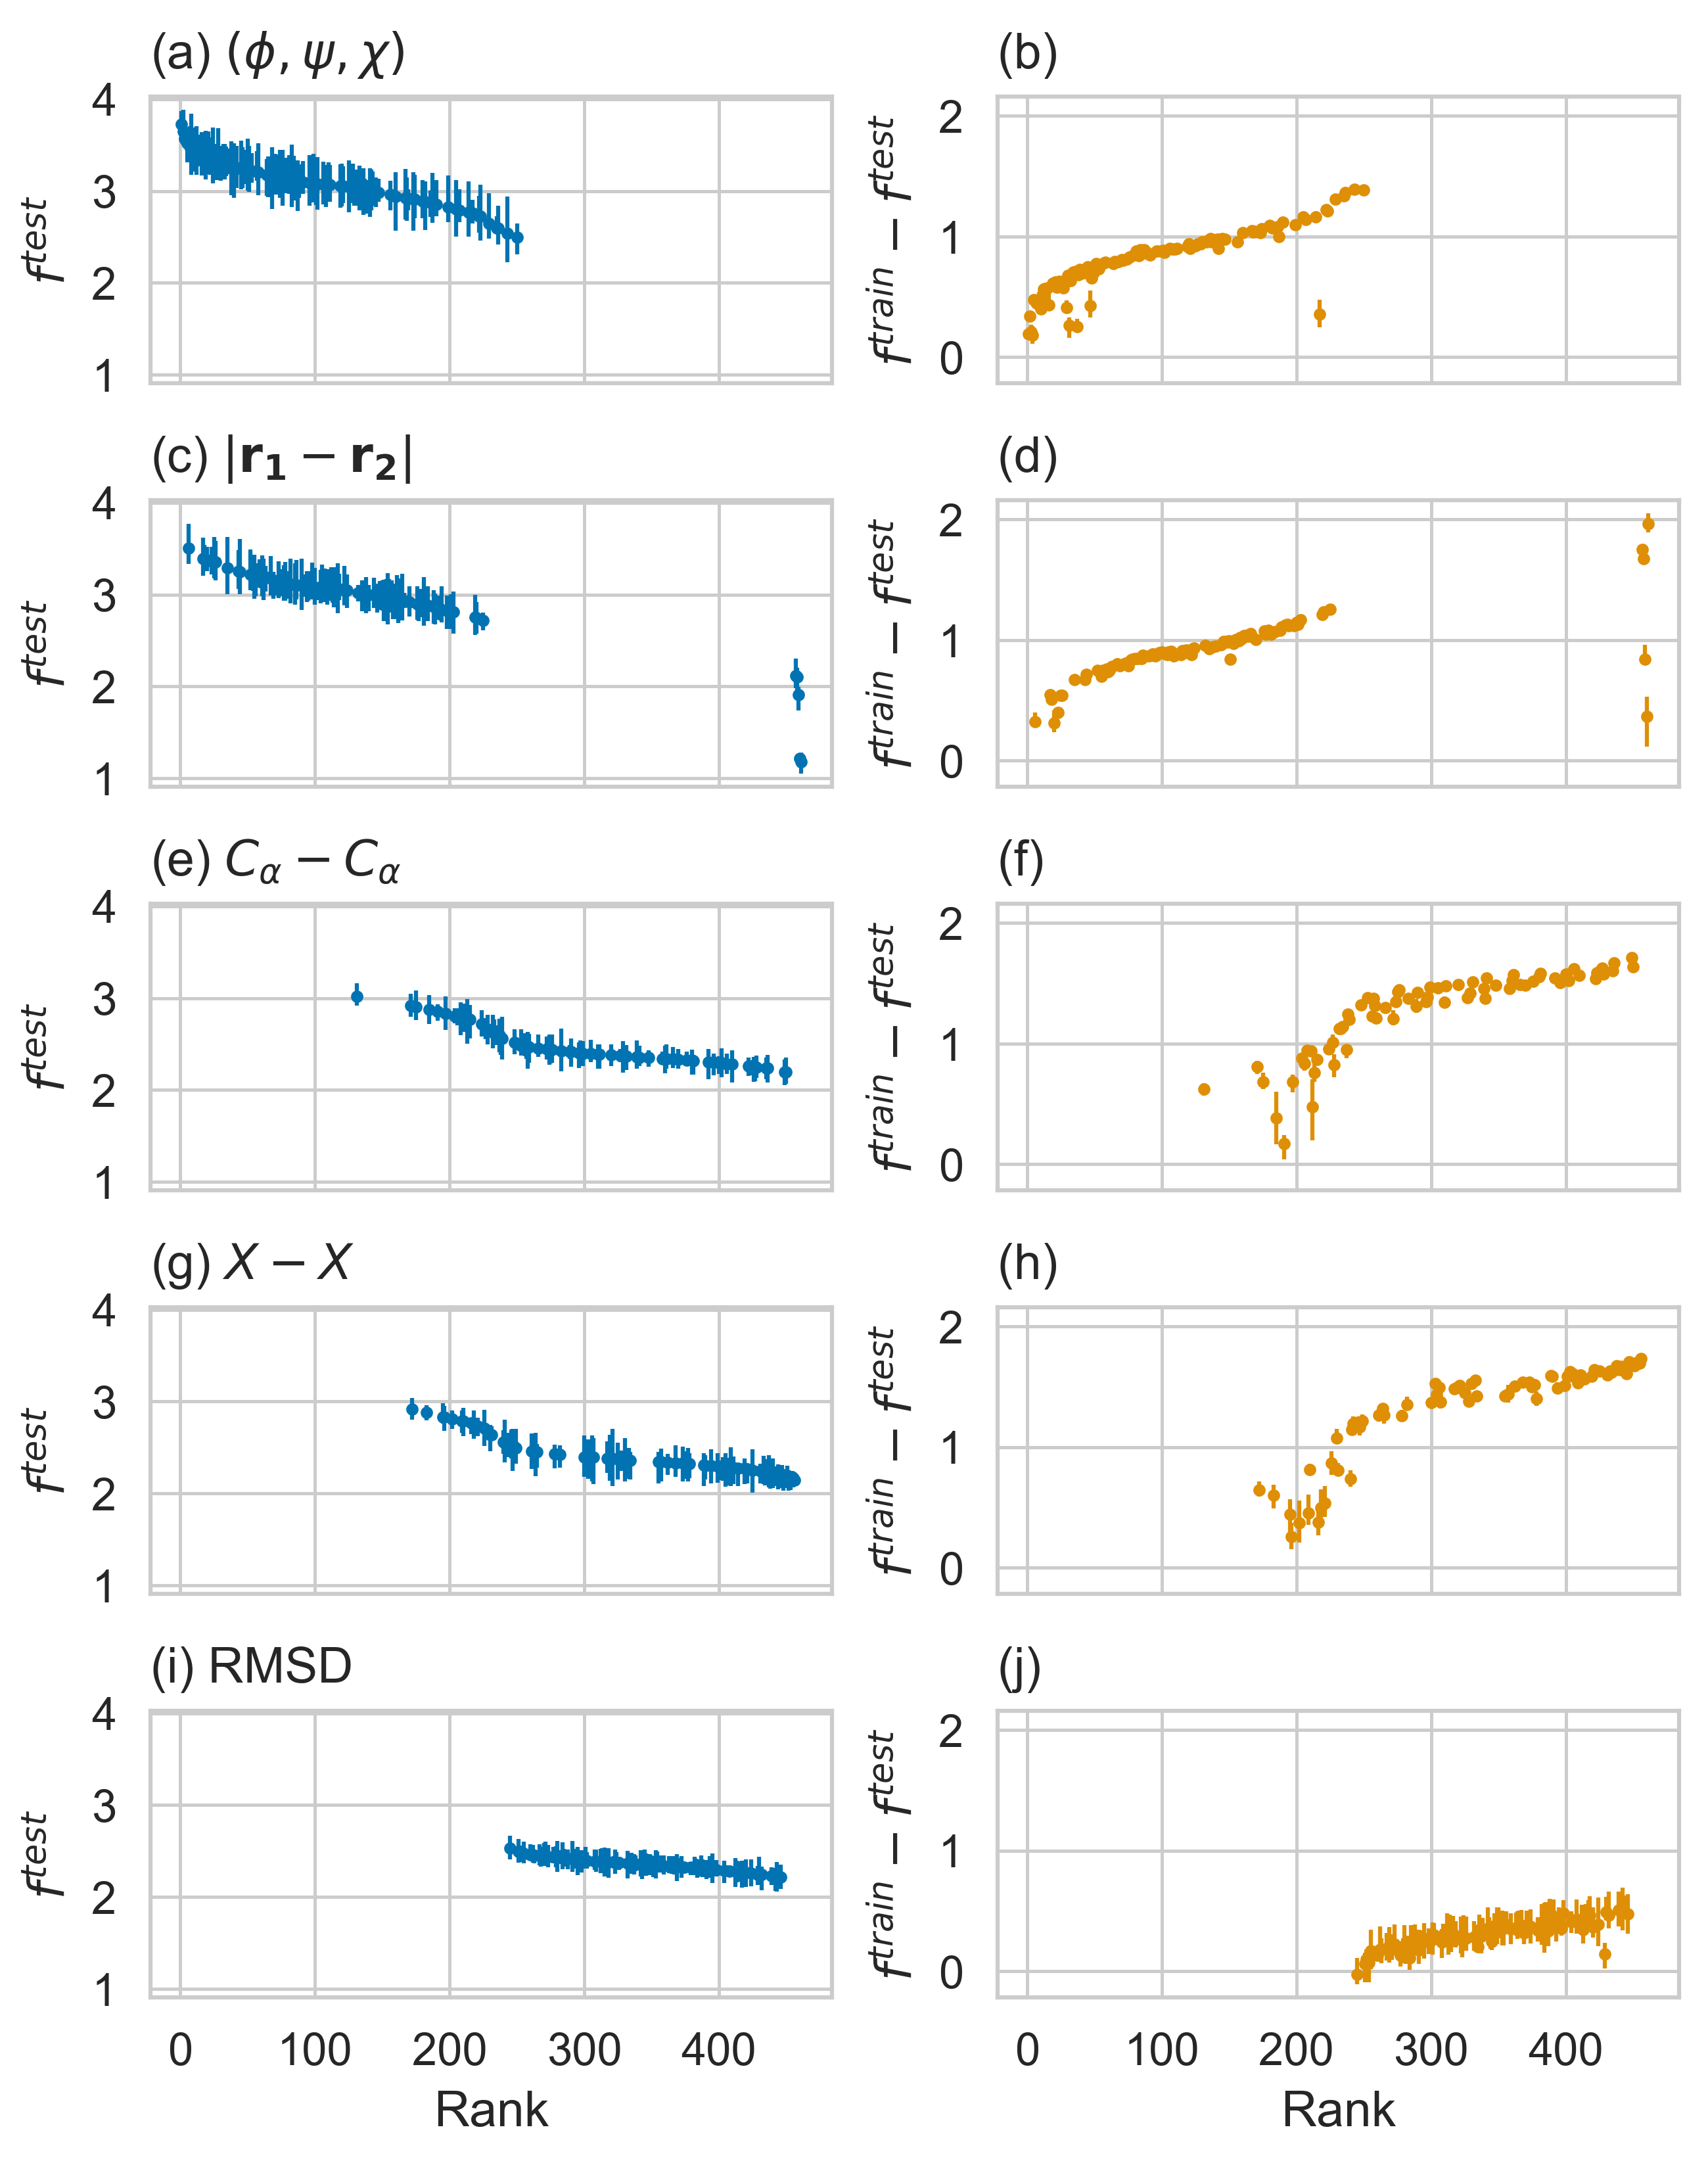 (a) (ϕ, ψ, χ)
(b)
4
3
2
1
f^test
2
1
0
f^train − f^test
(c) |r₁ − r₂|
(d)
4
3
2
1
f^test
2
1
0
f^train − f^test
(e) C_α − C_α
(f)
4
3
2
1
f^test
2
1
0
f^train − f^test
(g) X − X
(h)
4
3
2
1
f^test
2
1
0
f^train − f^test
(i) RMSD
(j)
4
3
2
1
f^test
2
1
0
f^train − f^test
0 100 200 300 400
Rank
0 100 200 300 400
Rank